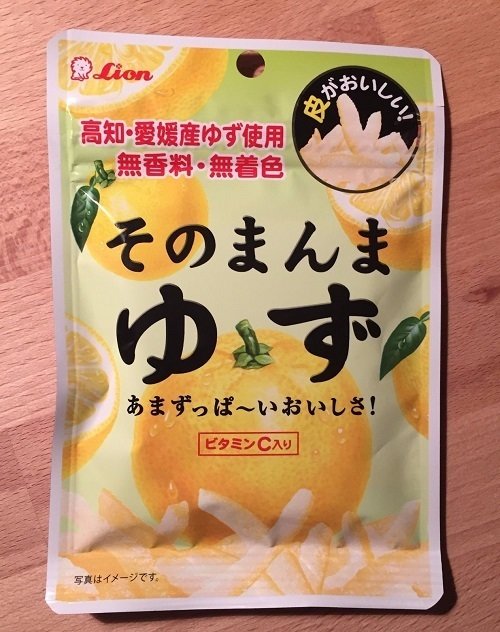 Lion
皮がおいしい!
高知・愛媛産ゆず使用
無香料・無着色
そのまんま
ゆず
あまずっぱ〜いおいしさ!
ビタミンC入り
写真はイメージです。